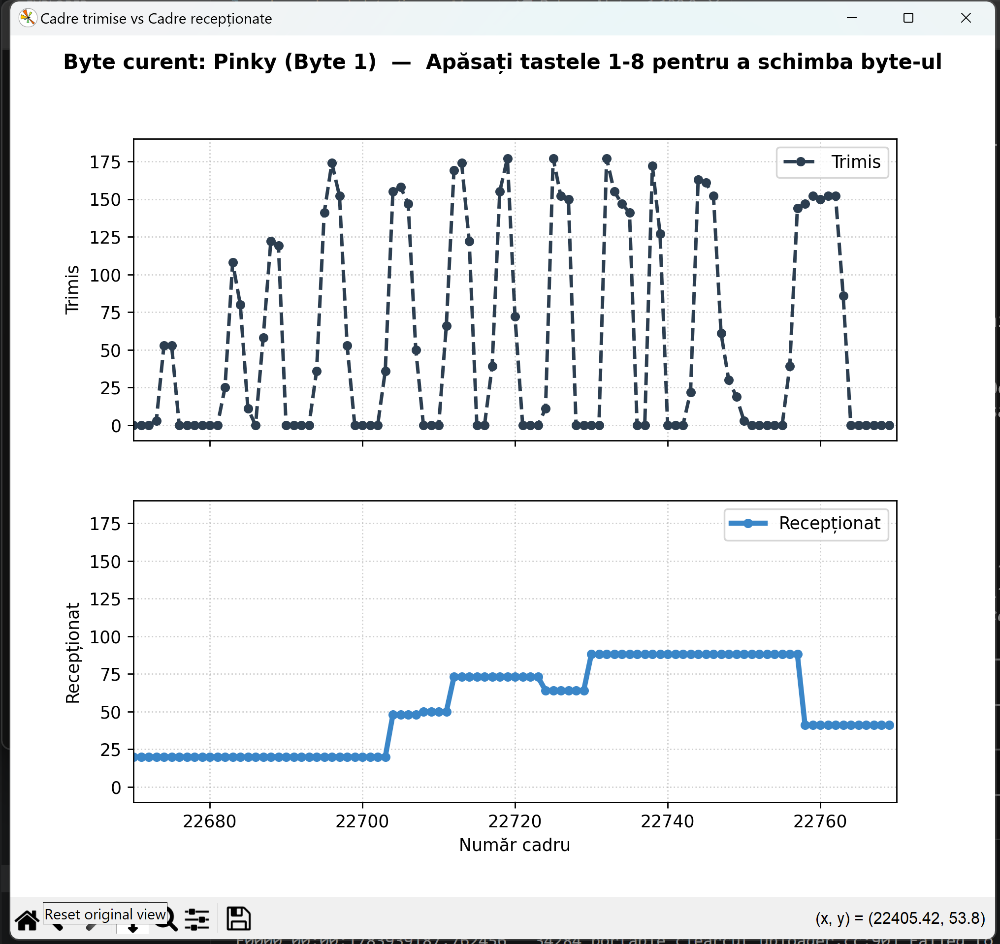 Cadre trimise vs Cadre recepționate
Byte curent: Pinky (Byte 1) — Apăsați tastele 1-8 pentru a schimba byte-ul
175
150
125
100
75
50
25
0
Trimis
Trimis
175
150
125
100
75
50
25
0
Recepționat
Recepționat
22680 22700 22720 22740 22760
Număr cadru
Reset original view
(x, y) = (22405.42, 53.8)